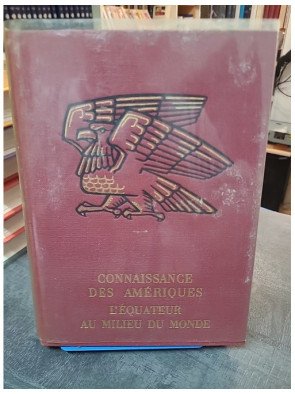 CONNAISSANCE
DES AMÉRIQUES
L'ÉQUATEUR
AU MILIEU DU MONDE